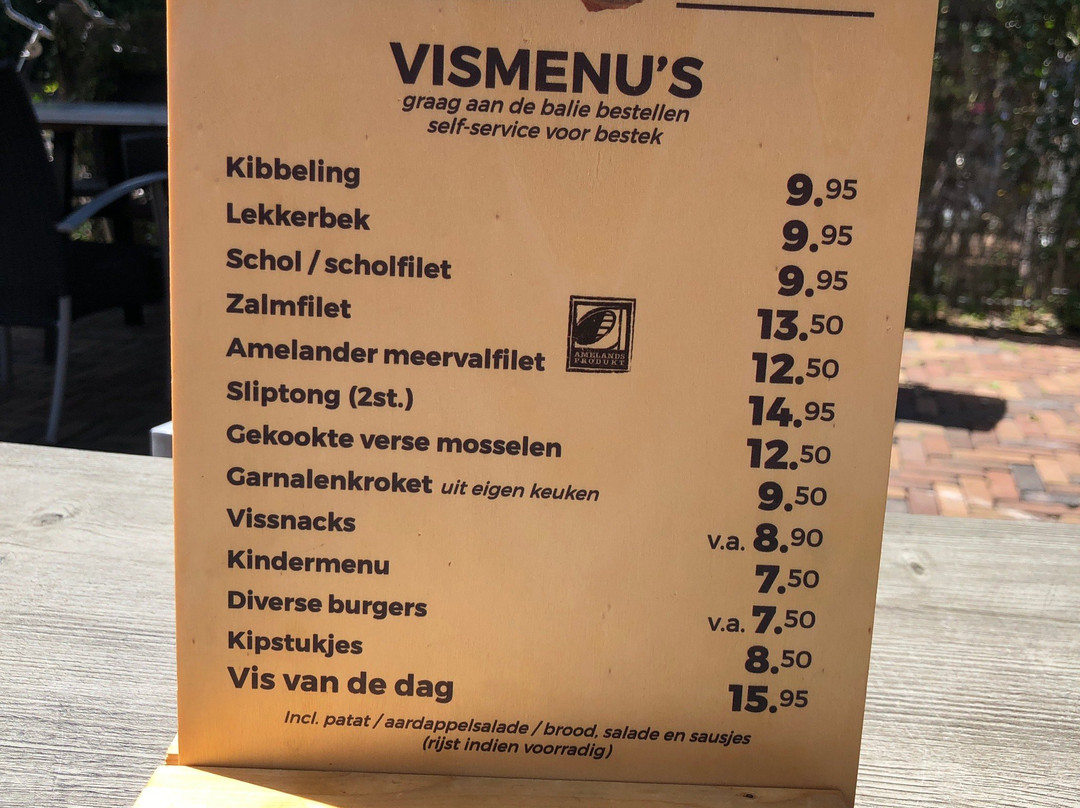 VISMENU'S
graag aan de balie bestellen
self-service voor bestek
Kibbeling 9.95
Lekkerbek 9.95
Schol / scholfilet 9.95
Zalmfilet 13.50
Amelander meervalfilet 12.50
AMELANDS
PRODUKT
Sliptong (2st.) 14.95
Gekookte verse mosselen 12.50
Garnalenkroket uit eigen keuken 9.50
Vissnacks v.a. 8.90
Kindermenu 7.50
Diverse burgers v.a. 7.50
Kipstukjes 8.50
Vis van de dag 15.95
Incl. patat / aardappelsalade / brood, salade en sausjes
(rijst indien voorradig)